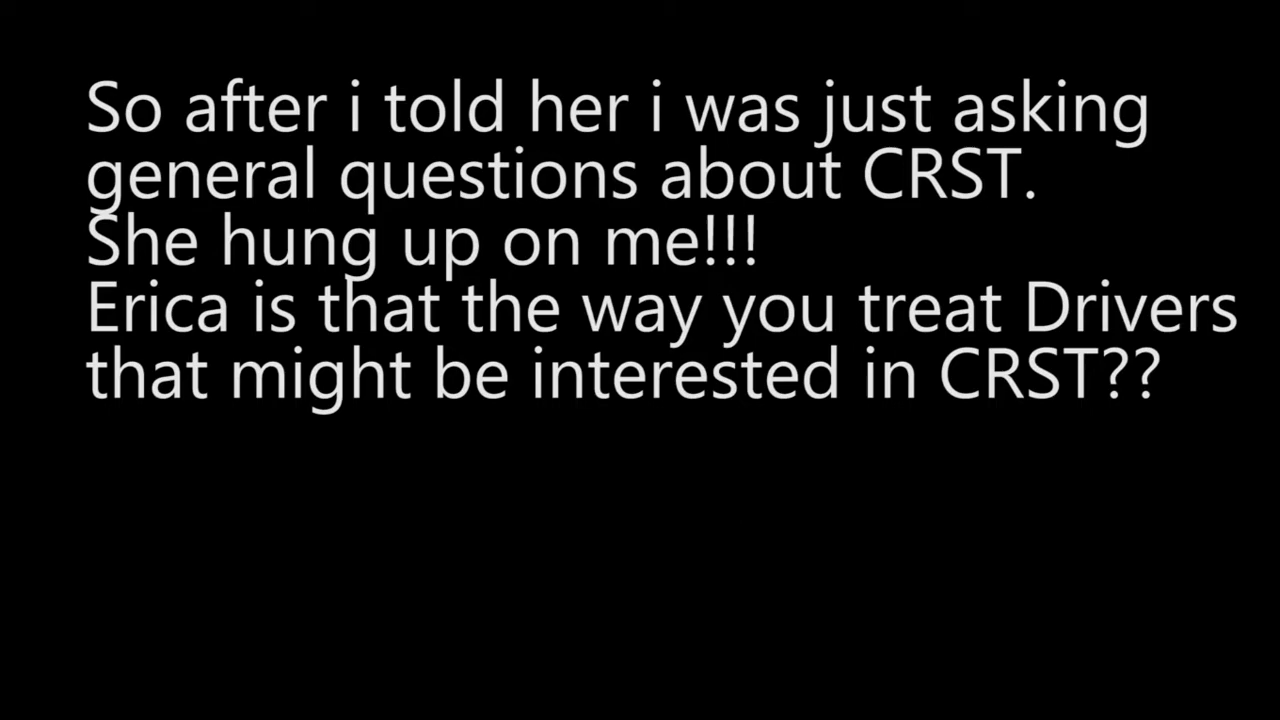 So after i told her i was just asking
general questions about CRST.
She hung up on me!!!
Erica is that the way you treat Drivers
that might be interested in CRST??